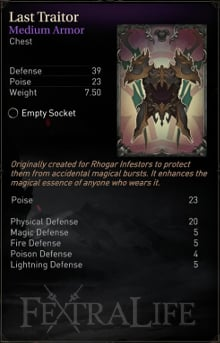 Last Traitor
Medium Armor
Chest
Defense 39
Poise 23
Weight 7.50
Empty Socket
Originally created for Rhogar Infestors to protect
them from accidental magical bursts. It enhances the
magical essence of anyone who wears it.
Poise 23
Physical Defense 20
Magic Defense 5
Fire Defense 5
Poison Defense 4
Lightning Defense 5
FEXTRALIFE